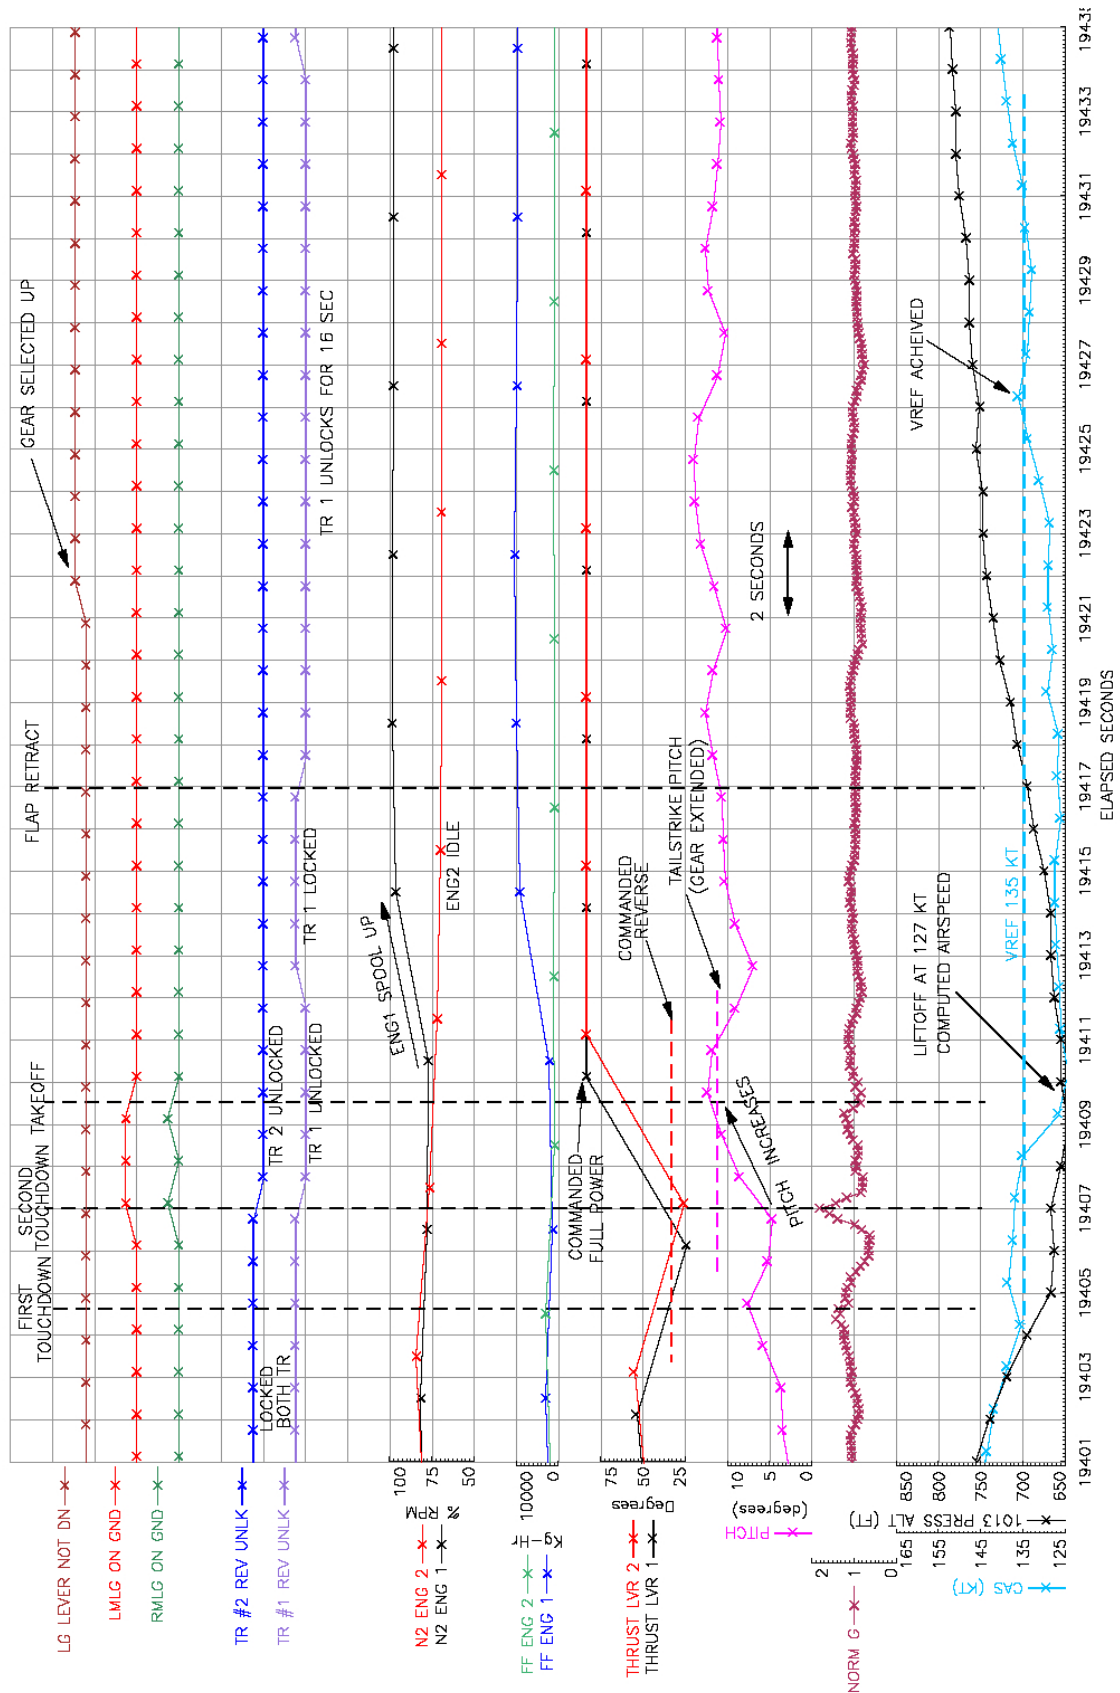 FIRST
TOUCHDOWN
SECOND
TOUCHDOWN
TAKEOFF
FLAP RETRACT
GEAR SELECTED UP
LG LEVER NOT DN
LMLG ON GND
RMLG ON GND
TR #2 REV UNLK
TR #1 REV UNLK
LOCKED
BOTH TR
TR 2 UNLOCKED
TR 1 UNLOCKED
TR 1 LOCKED
TR 1 UNLOCKS FOR 16 SEC
N2 ENG 2
N2 ENG 1
% RPM
100
75
50
ENG1 SPOOL UP
ENG2 IDLE
FF ENG 2
FF ENG 1
Kg-Hr
10000
0
COMMANDED
FULL POWER
COMMANDED
REVERSE
THRUST LVR 2
THRUST LVR 1
Degrees
75
50
25
TAILSTRIKE PITCH
(GEAR EXTENDED)
PITCH INCREASES
PITCH
(degrees)
10
5
0
2 SECONDS
NORM G
2
1
0
VREF ACHEIVED
LIFTOFF AT 127 KT
COMPUTED AIRSPEED
VREF 135 KT
CAS (KT)
165
155
145
135
125
1013 PRESS ALT (FT)
850
800
750
700
650
19401
19403
19405
19407
19409
19411
19413
19415
19417
19419
19421
19423
19425
19427
19429
19431
19433
ELAPSED SECONDS